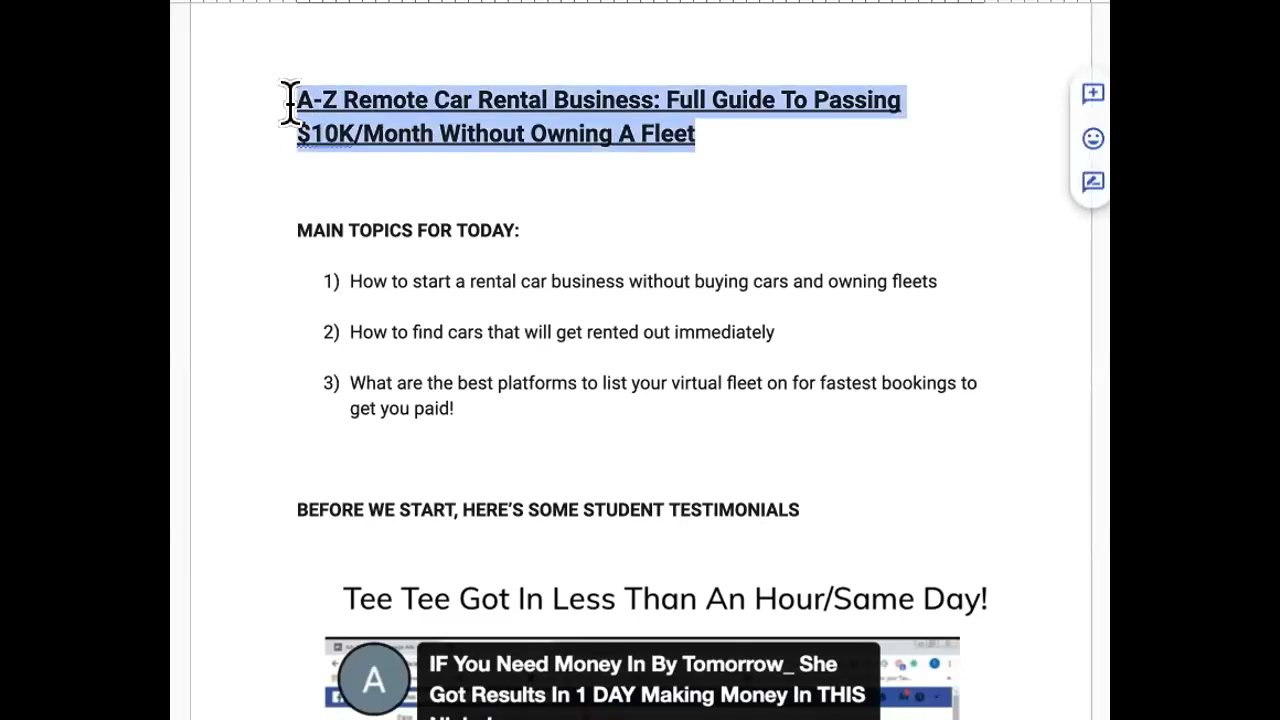 A-Z Remote Car Rental Business: Full Guide To Passing
$10K/Month Without Owning A Fleet
MAIN TOPICS FOR TODAY:
1) How to start a rental car business without buying cars and owning fleets
2) How to find cars that will get rented out immediately
3) What are the best platforms to list your virtual fleet on for fastest bookings to
get you paid!
BEFORE WE START, HERE’S SOME STUDENT TESTIMONIALS
Tee Tee Got In Less Than An Hour/Same Day!
A
IF You Need Money In By Tomorrow_ She
Got Results In 1 DAY Making Money In THIS